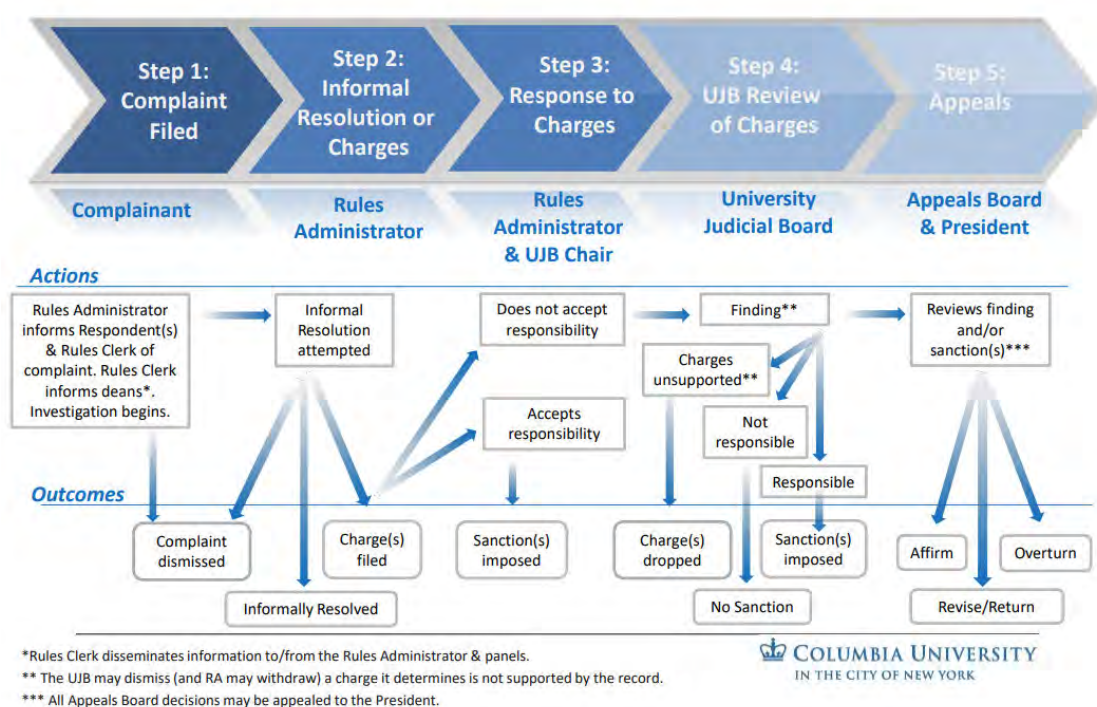 Step 1:
Complaint
Filed
Step 2:
Informal
Resolution or
Charges
Step 3:
Response to
Charges
Step 4:
UJB Review
of Charges
Step 5:
Appeals
Complainant
Rules
Administrator
Rules
Administrator
& UJB Chair
University
Judicial Board
Appeals Board
& President
Actions
Rules Administrator
informs Respondent(s)
& Rules Clerk of
complaint. Rules Clerk
informs deans*.
Investigation begins.
Informal
Resolution
attempted
Does not accept
responsibility
Accepts
responsibility
Finding**
Charges
unsupported**
Not
responsible
Responsible
Reviews finding
and/or
sanction(s)***
Outcomes
Complaint
dismissed
Informally Resolved
Charge(s)
filed
Sanction(s)
imposed
Charge(s)
dropped
No Sanction
Sanction(s)
imposed
Affirm
Overturn
Revise/Return
*Rules Clerk disseminates information to/from the Rules Administrator & panels.
** The UJB may dismiss (and RA may withdraw) a charge it determines is not supported by the record.
*** All Appeals Board decisions may be appealed to the President.
COLUMBIA UNIVERSITY
IN THE CITY OF NEW YORK